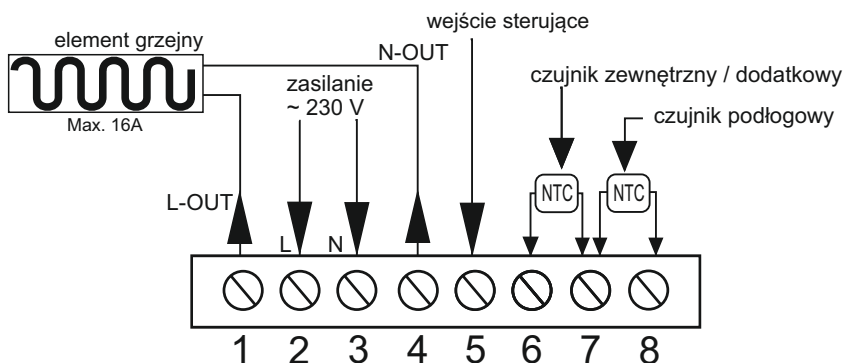 wejście sterujące
element grzejny
N-OUT
zasilanie
~ 230 V
czujnik zewnętrzny / dodatkowy
czujnik podłogowy
Max. 16A
NTC
NTC
L-OUT
L
N
1 2 3 4 5 6 7 8